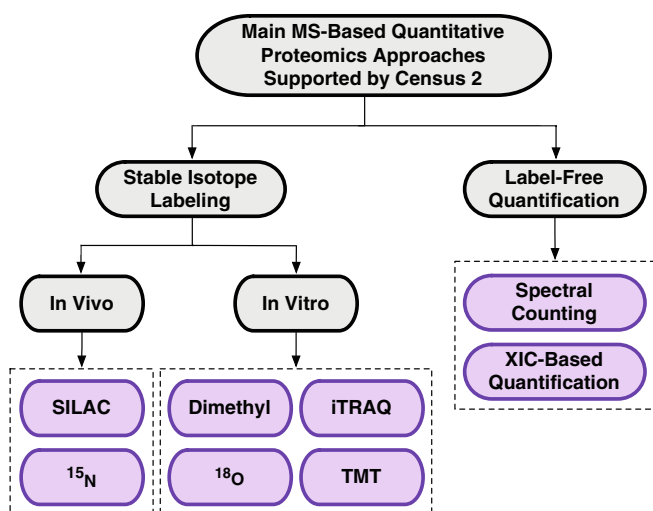 Main MS-Based Quantitative
Proteomics Approaches
Supported by Census 2
Stable Isotope
Labeling
Label-Free
Quantification
In Vivo
In Vitro
Spectral
Counting
XIC-Based
Quantification
SILAC
Dimethyl
iTRAQ
¹⁵N
¹⁸O
TMT